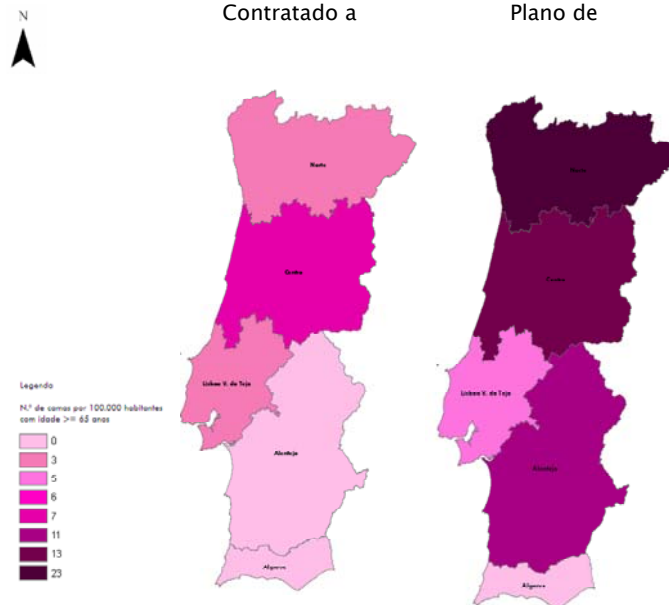 N
Contratado a
Plano de
Norte
Norte
Centro
Centro
Lisboa V. do Tejo
Lisboa V. do Tejo
Alentejo
Alentejo
Algarve
Algarve
Legenda
N.º de camas por 100.000 habitantes
com idade >= 65 anos
0
3
5
6
7
11
13
23